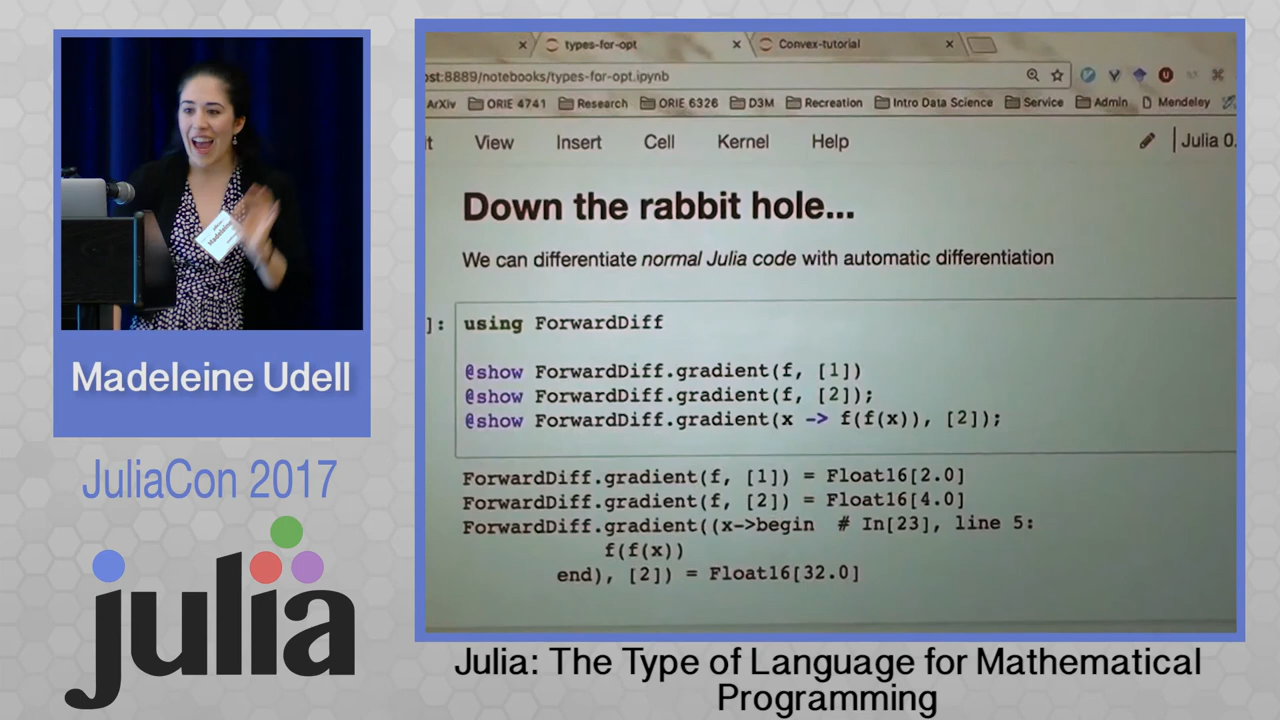 Madeleine
Madeleine Udell
JuliaCon 2017
julia
types-for-opt
Convex-tutorial
ost:8889/notebooks/types-for-opt.ipynb
ArXiv ORIE 4741 Research ORIE 6326 D3M Recreation Intro Data Science Service Admin Mendeley
View Insert Cell Kernel Help Julia 0.
Down the rabbit hole...
We can differentiate normal Julia code with automatic differentiation
]: using ForwardDiff
@show ForwardDiff.gradient(f, [1])
@show ForwardDiff.gradient(f, [2]);
@show ForwardDiff.gradient(x -> f(f(x)), [2]);
ForwardDiff.gradient(f, [1]) = Float16[2.0]
ForwardDiff.gradient(f, [2]) = Float16[4.0]
ForwardDiff.gradient((x->begin # In[23], line 5:
f(f(x))
end), [2]) = Float16[32.0]
Julia: The Type of Language for Mathematical
Programming